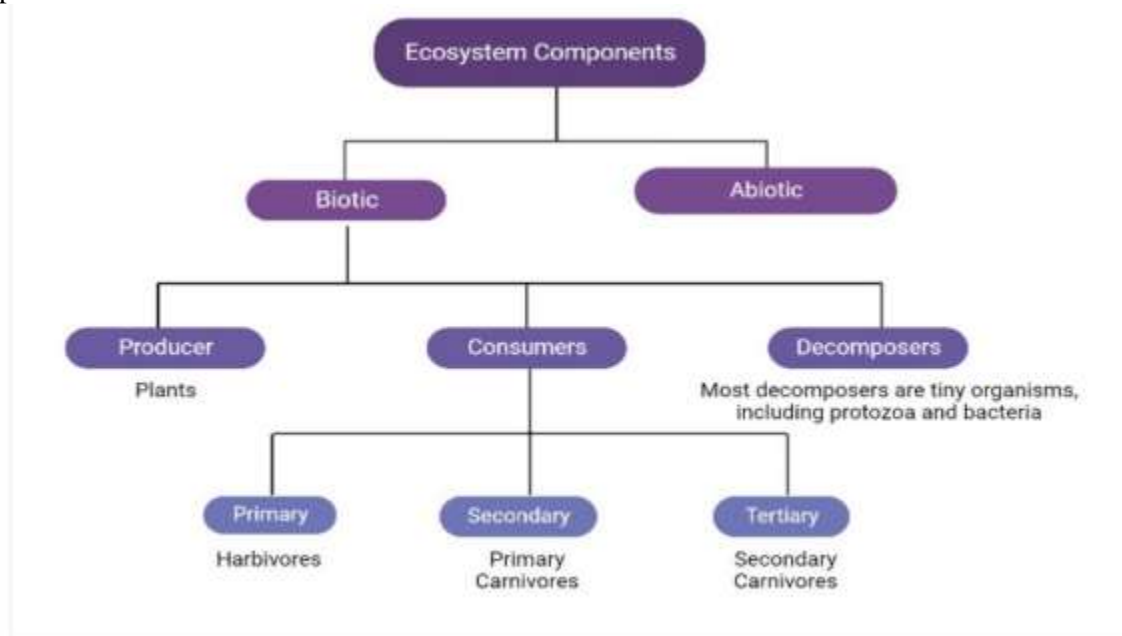 Ecosystem Components
Biotic
Abiotic
Producer
Consumers
Decomposers
Plants
Most decomposers are tiny organisms,
including protozoa and bacteria
Primary
Secondary
Tertiary
Harbivores
Primary
Carnivores
Secondary
Carnivores